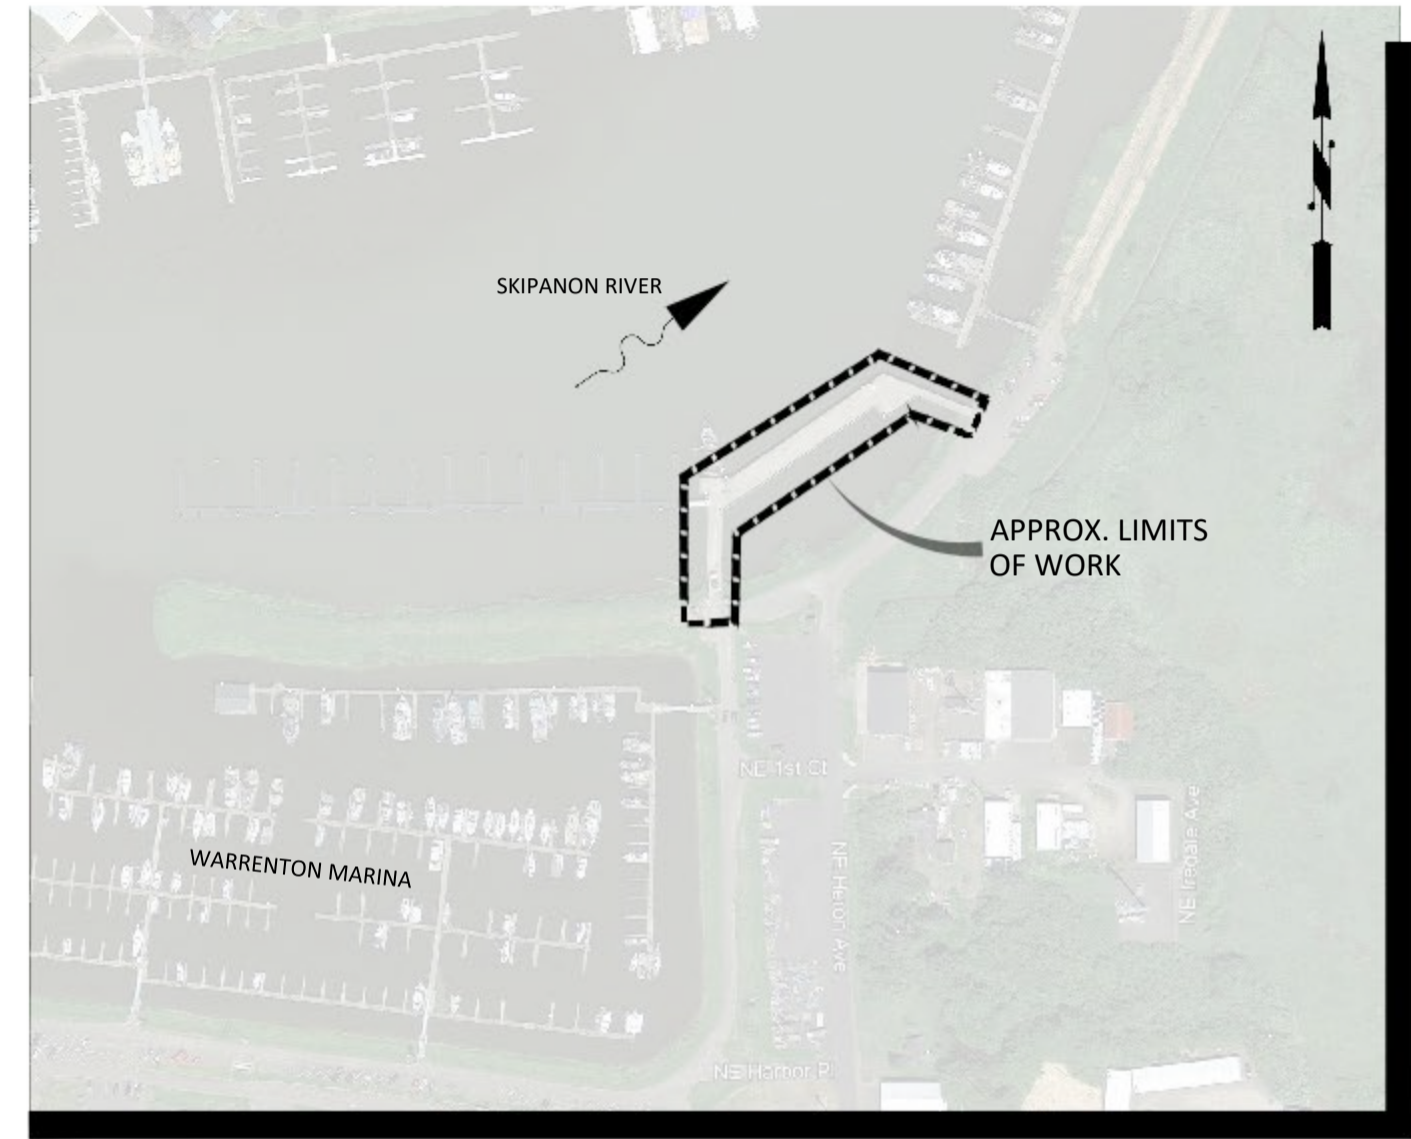 SKIPANON RIVER
APPROX. LIMITS
OF WORK
NE 1st Ct
WARRENTON MARINA
NE Heron Ave
NE Iredale Ave
NE Harbor Pl
N